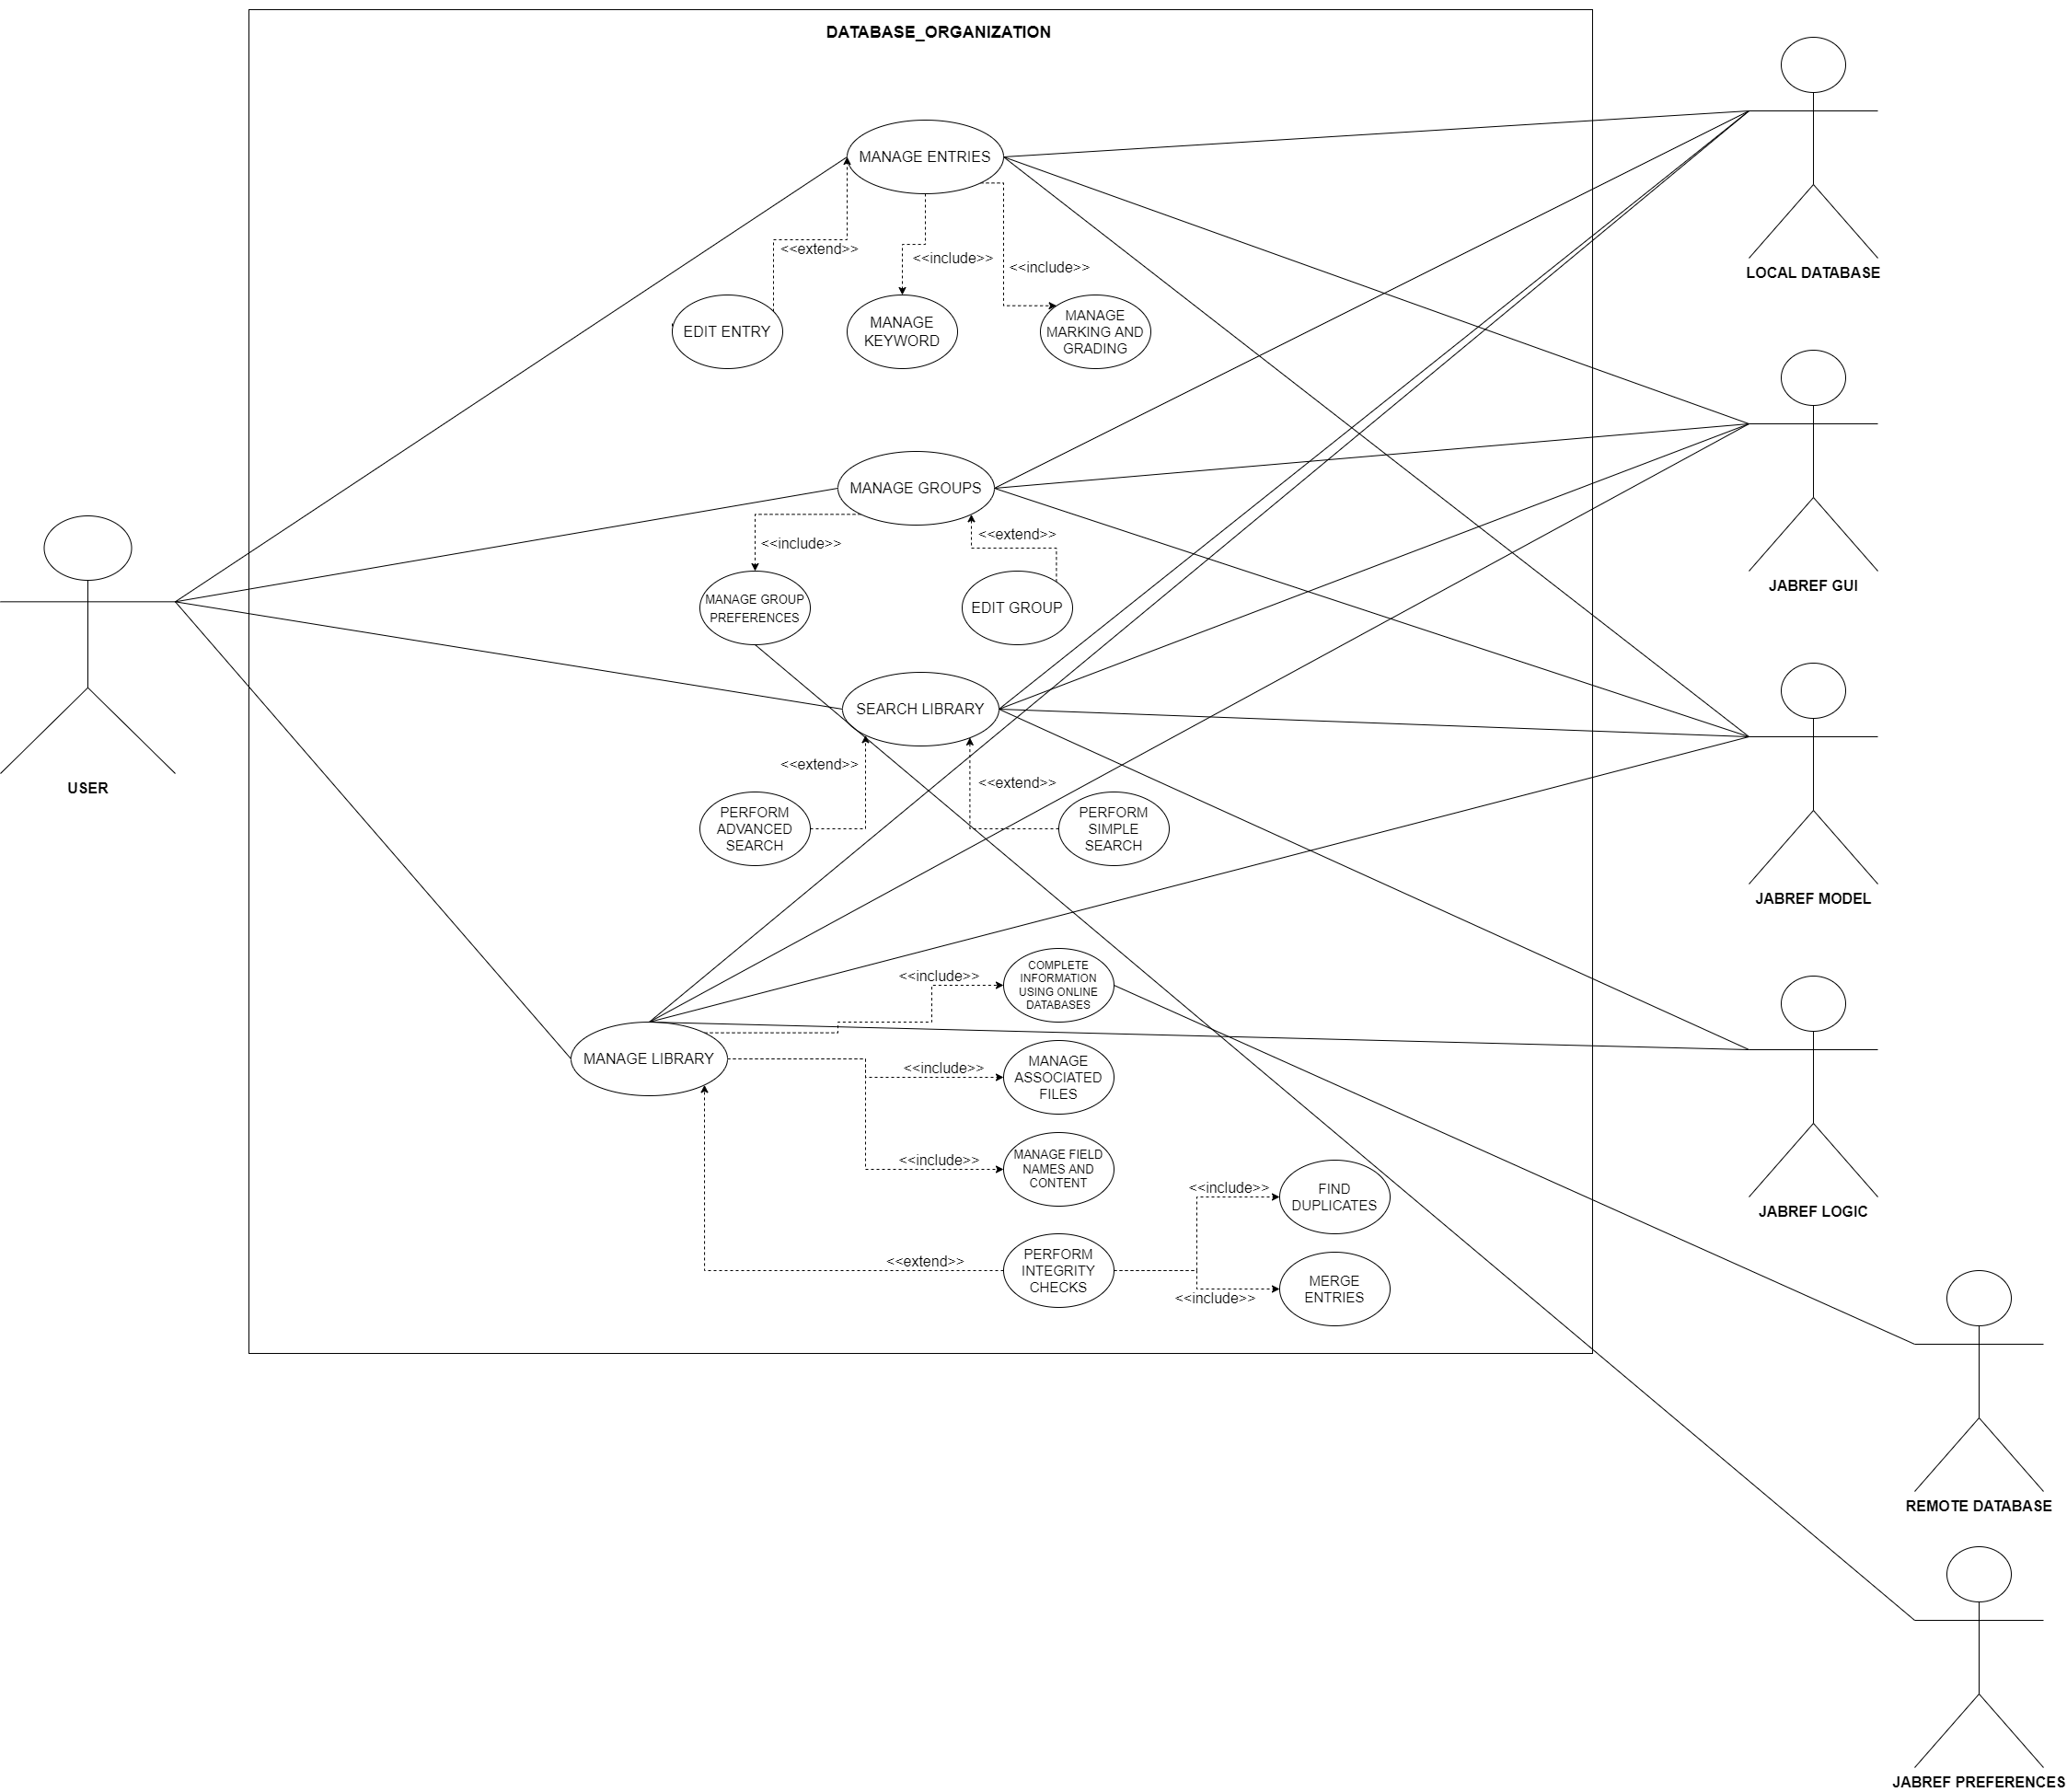 DATABASE_ORGANIZATION
MANAGE ENTRIES
<<extend>>
<<include>>
<<include>>
EDIT ENTRY
MANAGE
KEYWORD
MANAGE
MARKING AND
GRADING
LOCAL DATABASE
MANAGE GROUPS
<<include>>
<<extend>>
MANAGE GROUP
PREFERENCES
EDIT GROUP
JABREF GUI
USER
SEARCH LIBRARY
<<extend>>
<<extend>>
PERFORM
ADVANCED
SEARCH
PERFORM
SIMPLE
SEARCH
JABREF MODEL
<<include>>
COMPLETE
INFORMATION
USING ONLINE
DATABASES
MANAGE LIBRARY
<<include>>
MANAGE
ASSOCIATED
FILES
<<include>>
MANAGE FIELD
NAMES AND
CONTENT
<<include>>
FIND
DUPLICATES
JABREF LOGIC
<<extend>>
PERFORM
INTEGRITY
CHECKS
<<include>>
MERGE
ENTRIES
REMOTE DATABASE
JABREF PREFERENCES